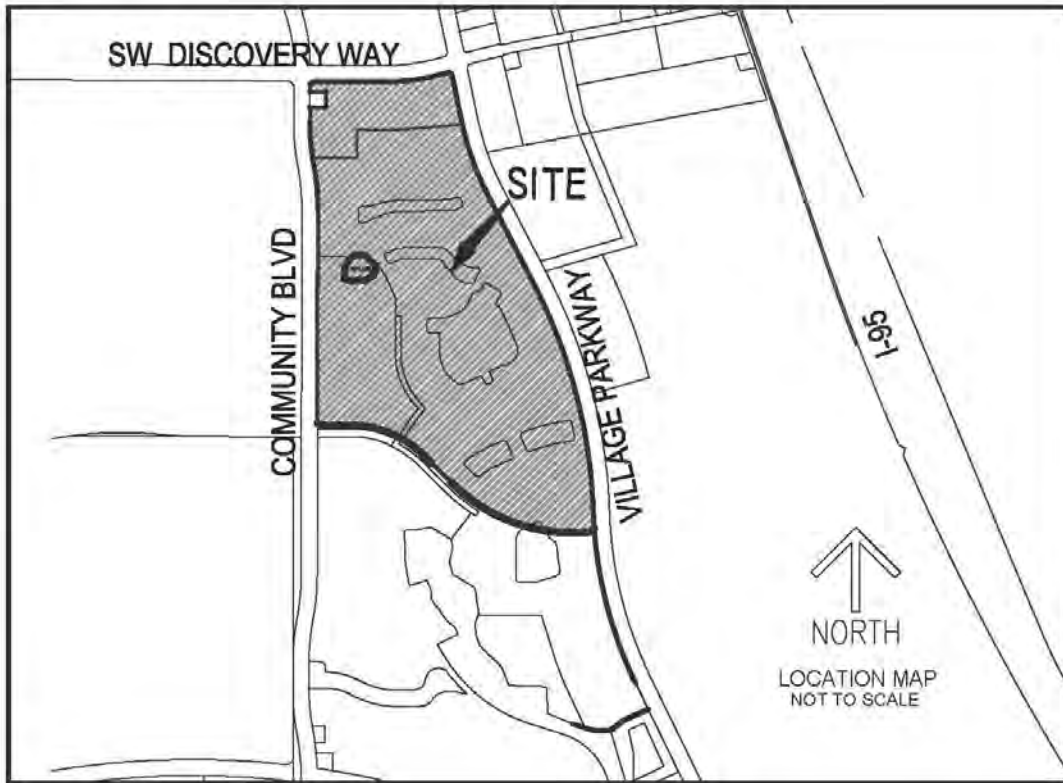 SW DISCOVERY WAY
SITE
COMMUNITY BLVD
VILLAGE PARKWAY
I-95
NORTH
LOCATION MAP
NOT TO SCALE